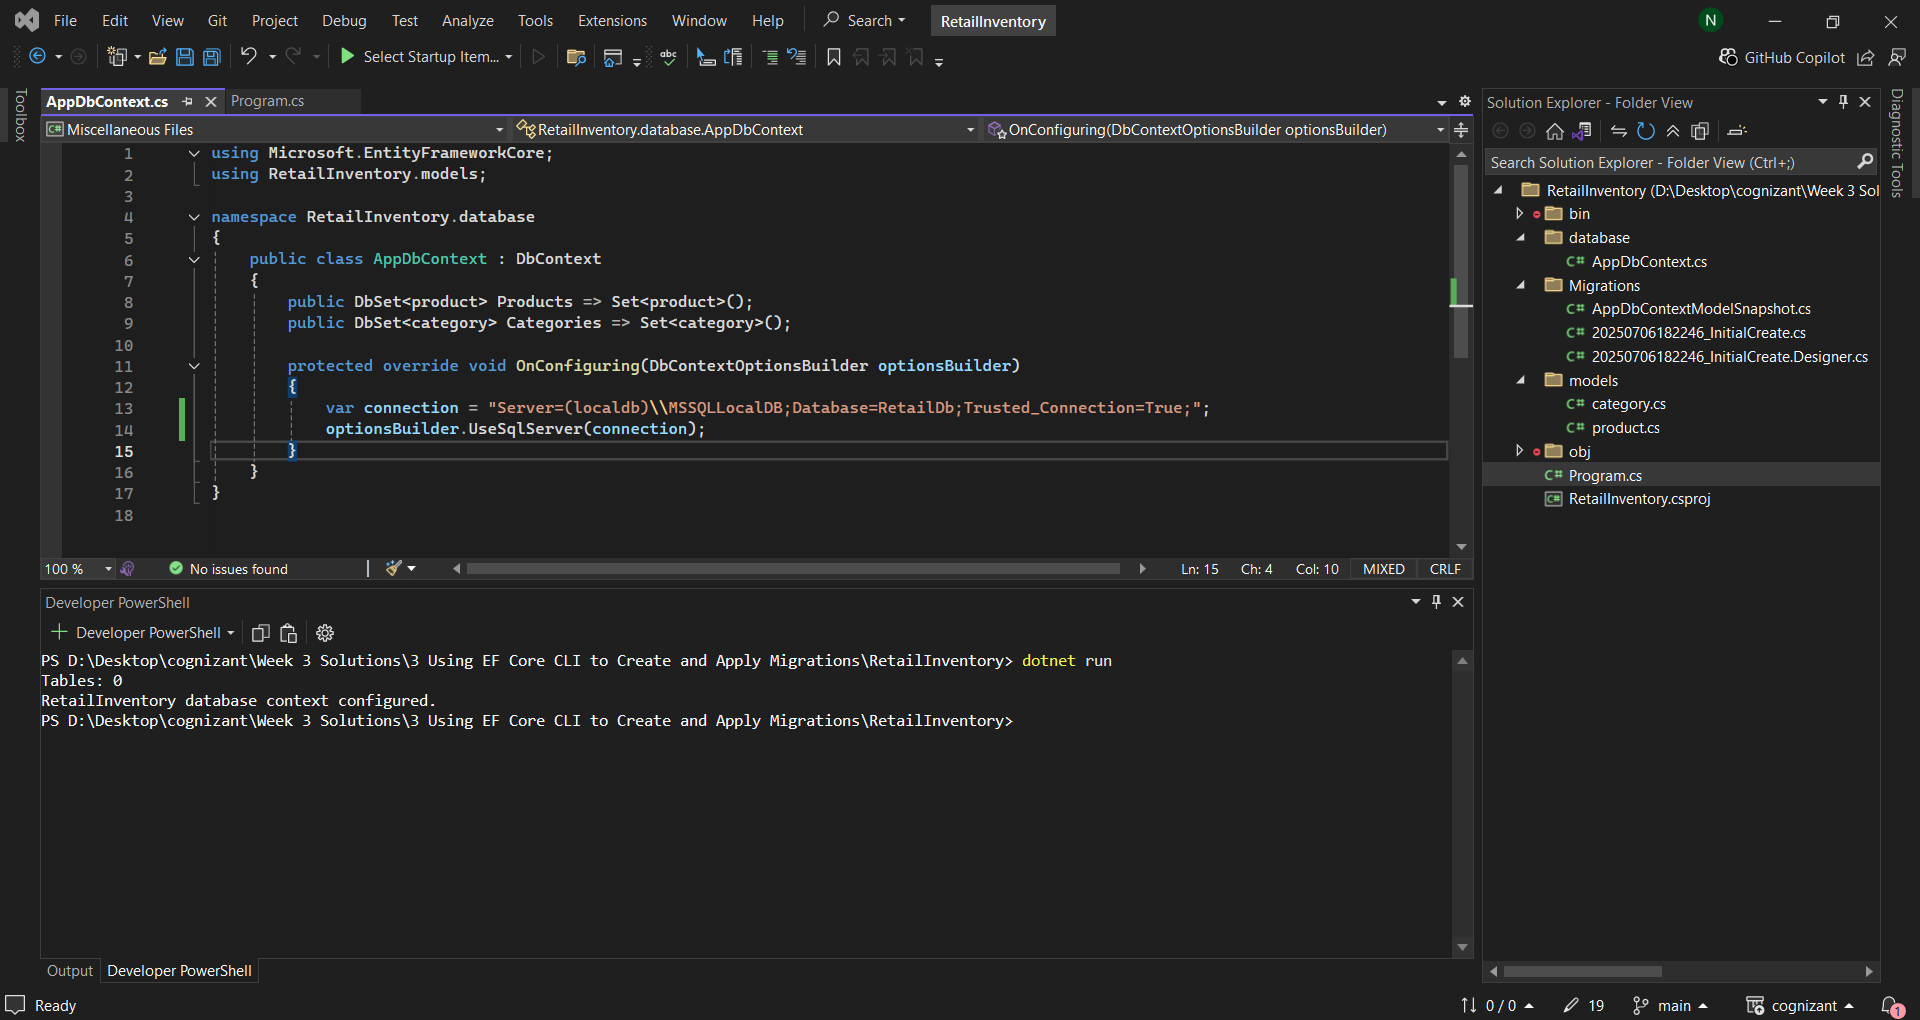 File Edit View Git Project Debug Test Analyze Tools Extensions Window Help Search RetailInventory N
Select Startup Item... abc GitHub Copilot
Toolbox
AppDbContext.cs Program.cs
C# Miscellaneous Files RetailInventory.database.AppDbContext OnConfiguring(DbContextOptionsBuilder optionsBuilder)
1 using Microsoft.EntityFrameworkCore;
2 using RetailInventory.models;
3
4 namespace RetailInventory.database
5 {
6 public class AppDbContext : DbContext
7 {
8 public DbSet<product> Products => Set<product>();
9 public DbSet<category> Categories => Set<category>();
10
11 protected override void OnConfiguring(DbContextOptionsBuilder optionsBuilder)
12 {
13 var connection = "Server=(localdb)\\MSSQLLocalDB;Database=RetailDb;Trusted_Connection=True;";
14 optionsBuilder.UseSqlServer(connection);
15 }
16 }
17 }
18
100 % No issues found Ln: 15 Ch: 4 Col: 10 MIXED CRLF
Developer PowerShell
Developer PowerShell
PS D:\Desktop\cognizant\Week 3 Solutions\3 Using EF Core CLI to Create and Apply Migrations\RetailInventory> dotnet run
Tables: 0
RetailInventory database context configured.
PS D:\Desktop\cognizant\Week 3 Solutions\3 Using EF Core CLI to Create and Apply Migrations\RetailInventory>
Output Developer PowerShell
Solution Explorer - Folder View
Search Solution Explorer - Folder View (Ctrl+;)
RetailInventory (D:\Desktop\cognizant\Week 3 Sol
bin
database
C# AppDbContext.cs
Migrations
C# AppDbContextModelSnapshot.cs
C# 20250706182246_InitialCreate.cs
C# 20250706182246_InitialCreate.Designer.cs
models
C# category.cs
C# product.cs
obj
C# Program.cs
C# RetailInventory.csproj
Diagnostic Tools
Ready 0 / 0 19 main cognizant 1